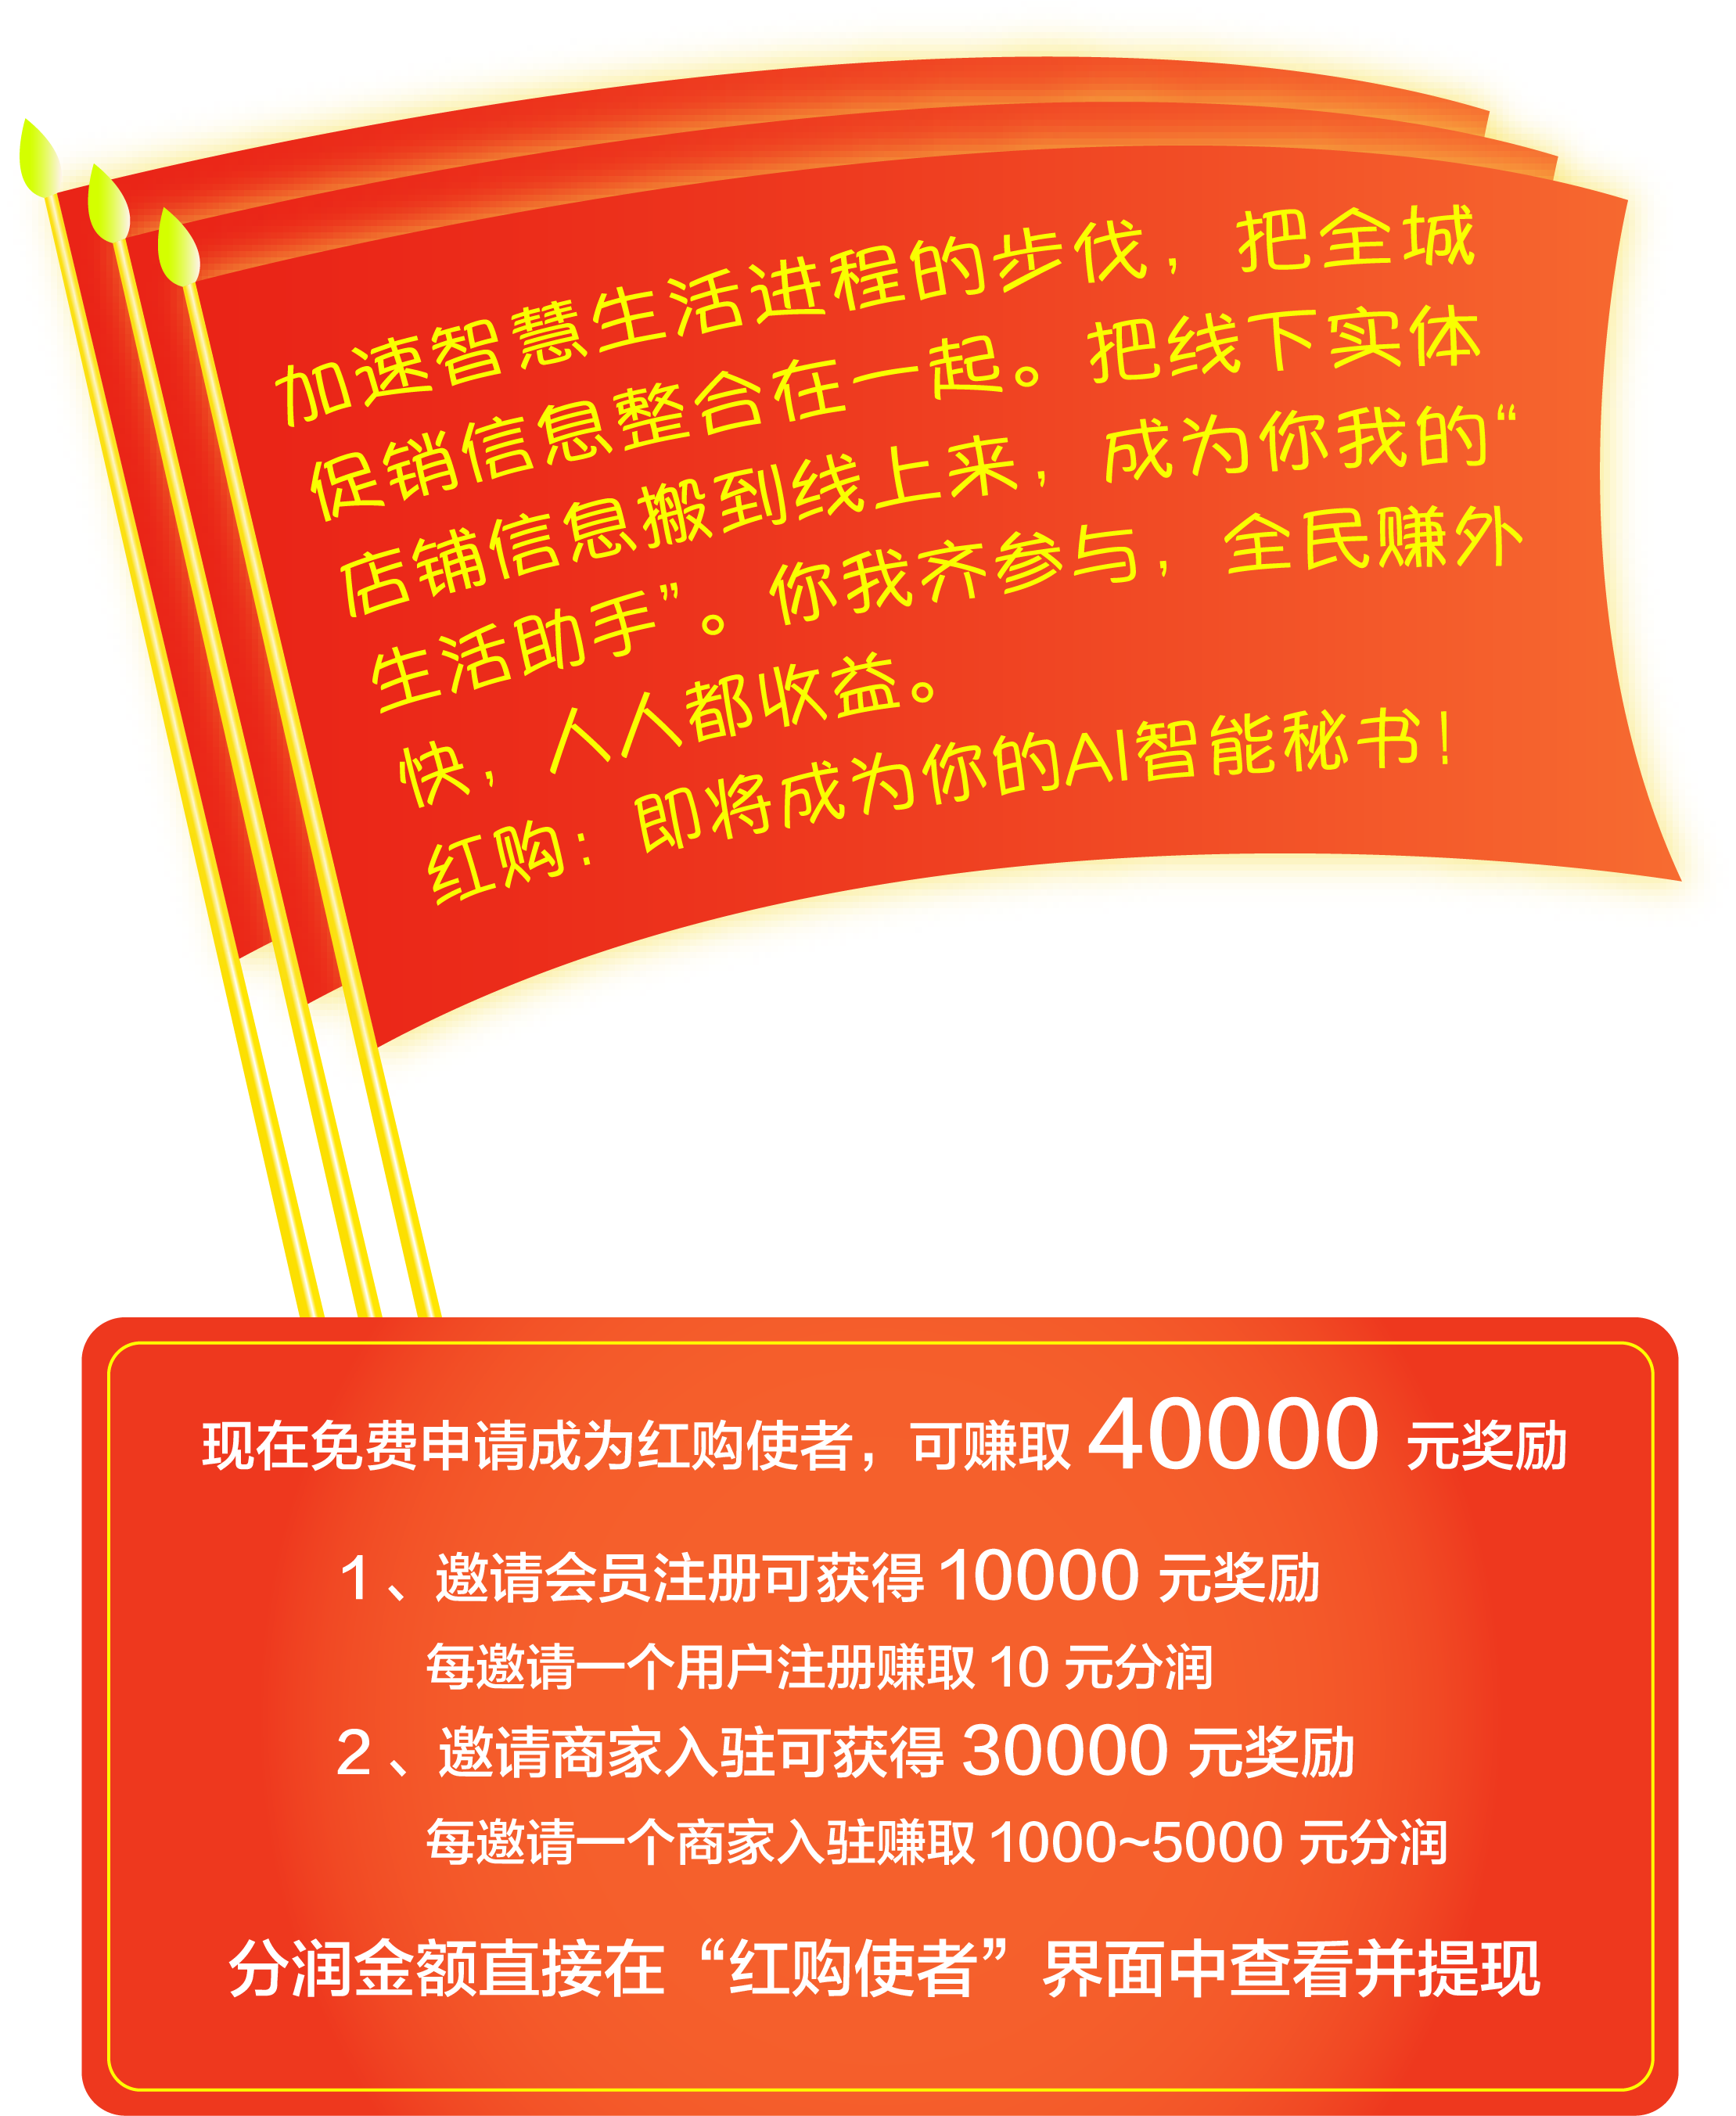 加速智慧生活进程的步伐，把全城
促销信息整合在一起。把线下实体
店铺信息搬到线上来，成为你我的“
生活助手”。你我齐参与，全民赚外
快，人人都收益。
红购：即将成为你的AI智能秘书！
现在免费申请成为红购使者，可赚取 40000 元奖励
1、邀请会员注册可获得 10000 元奖励
每邀请一个用户注册赚取 10 元分润
2、邀请商家入驻可获得 30000 元奖励
每邀请一个商家入驻赚取 1000~5000 元分润
分润金额直接在“红购使者”界面中查看并提现